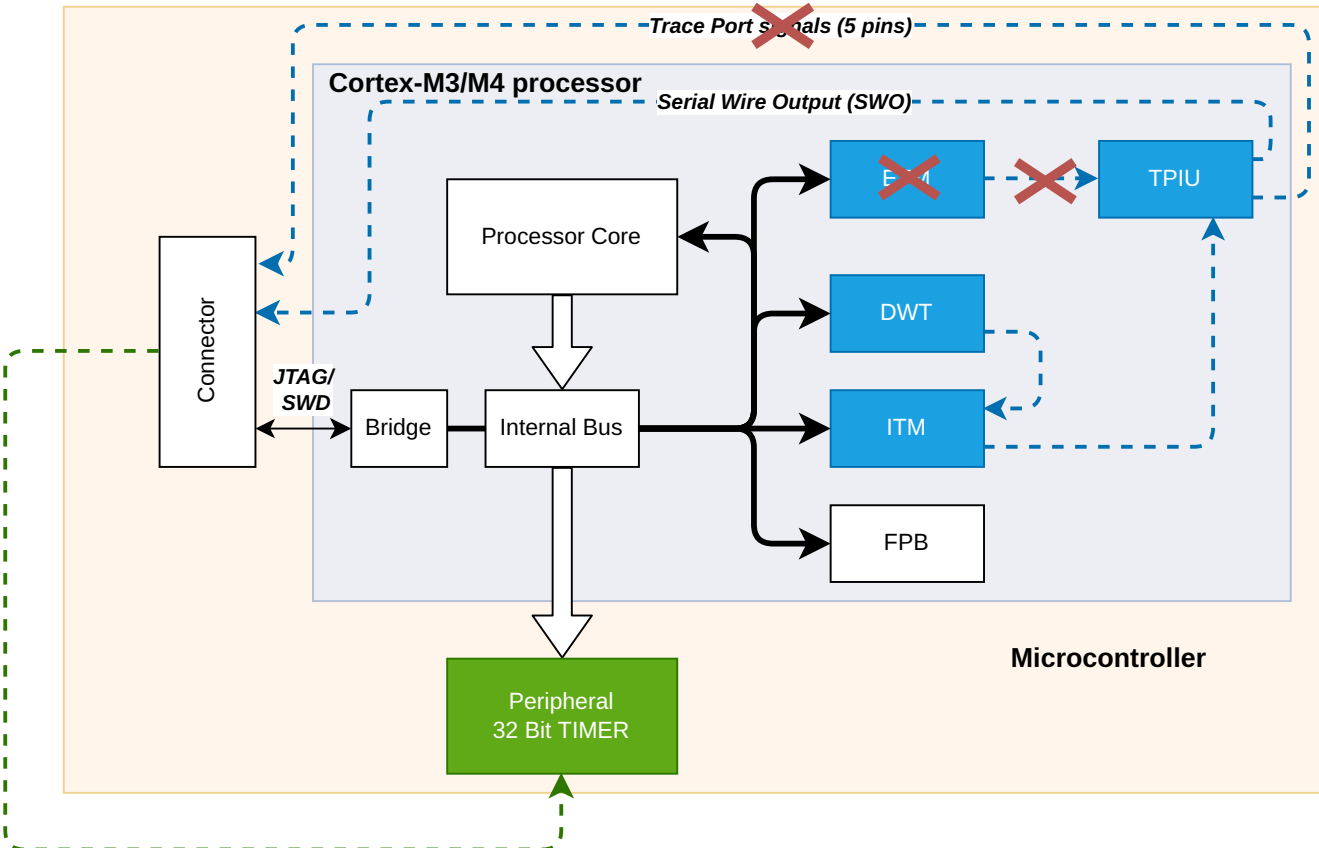 Trace Port signals (5 pins)
Cortex-M3/M4 processor
Serial Wire Output (SWO)
ETM
TPIU
Processor Core
Connector
DWT
JTAG/
SWD
Bridge
Internal Bus
ITM
FPB
Microcontroller
Peripheral
32 Bit TIMER